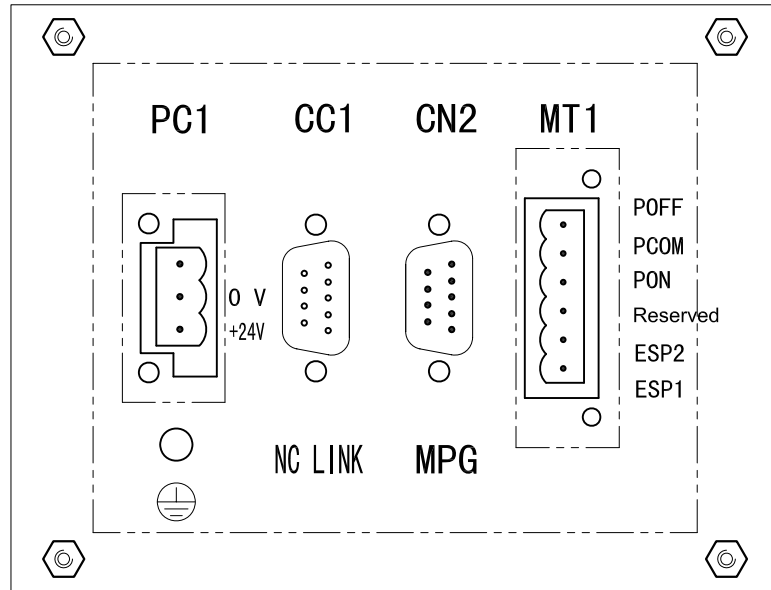 PC1 CC1 CN2 MT1
POFF
PCOM
PON
0 V
Reserved
+24V
ESP2
ESP1
NC LINK MPG